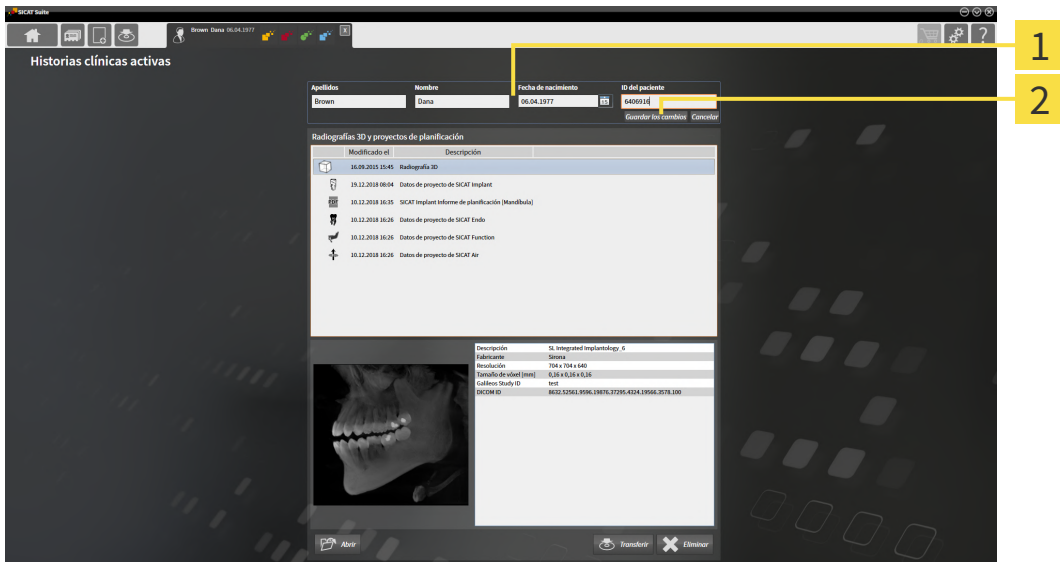 SICAT Suite
Brown Dana 06.04.1977
X
?
1
Historias clínicas activas
Apellidos Nombre Fecha de nacimiento ID del paciente
Brown Dana 06.04.1977 15 6406916
2
Guardar los cambios Cancelar
Radiografías 3D y proyectos de planificación
Modificado el Descripción
16.09.2015 15:45 Radiografía 3D
19.12.2018 08:04 Datos de proyecto de SICAT Implant
PDF 10.12.2018 16:35 SICAT Implant Informe de planificación [Mandíbula]
10.12.2018 16:26 Datos de proyecto de SICAT Endo
10.12.2018 16:26 Datos de proyecto de SICAT Function
10.12.2018 16:26 Datos de proyecto de SICAT Air
Descripción SL Integrated Implantology_6
Fabricante Sirona
Resolución 704 x 704 x 640
Tamaño de vóxel [mm] 0,16 x 0,16 x 0,16
Galileos Study ID test
DICOM ID 8632.52561.9596.19876.37295.4324.19566.3578.100
Abrir Transferir Eliminar